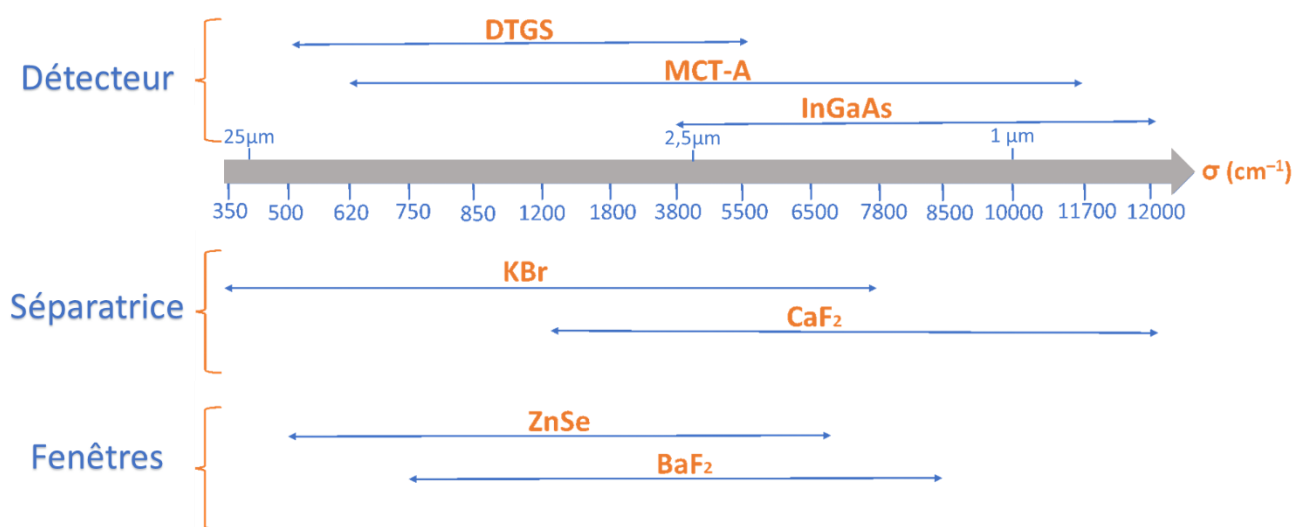 DTGS
Détecteur
MCT-A
InGaAs
25µm 2,5µm 1 µm
σ (cm⁻¹)
350 500 620 750 850 1200 1800 3800 5500 6500 7800 8500 10000 11700 12000
KBr
Séparatrice
CaF₂
ZnSe
Fenêtres
BaF₂